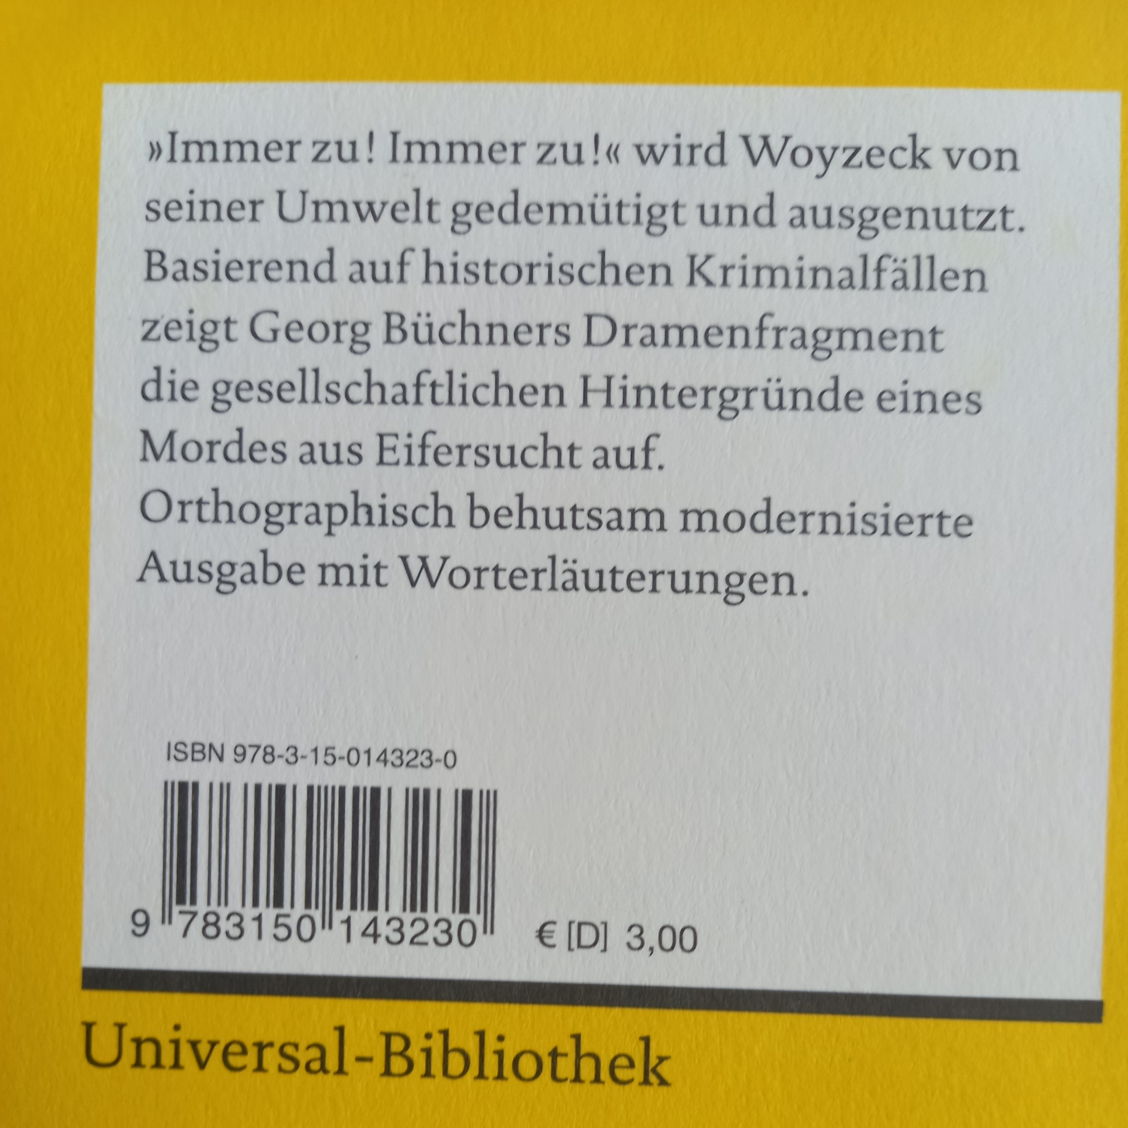 »Immer zu! Immer zu!« wird Woyzeck von
seiner Umwelt gedemütigt und ausgenutzt.
Basierend auf historischen Kriminalfällen
zeigt Georg Büchners Dramenfragment
die gesellschaftlichen Hintergründe eines
Mordes aus Eifersucht auf.
Orthographisch behutsam modernisierte
Ausgabe mit Worterläuterungen.
ISBN 978-3-15-014323-0
9 783150 143230
€ [D] 3,00
Universal-Bibliothek